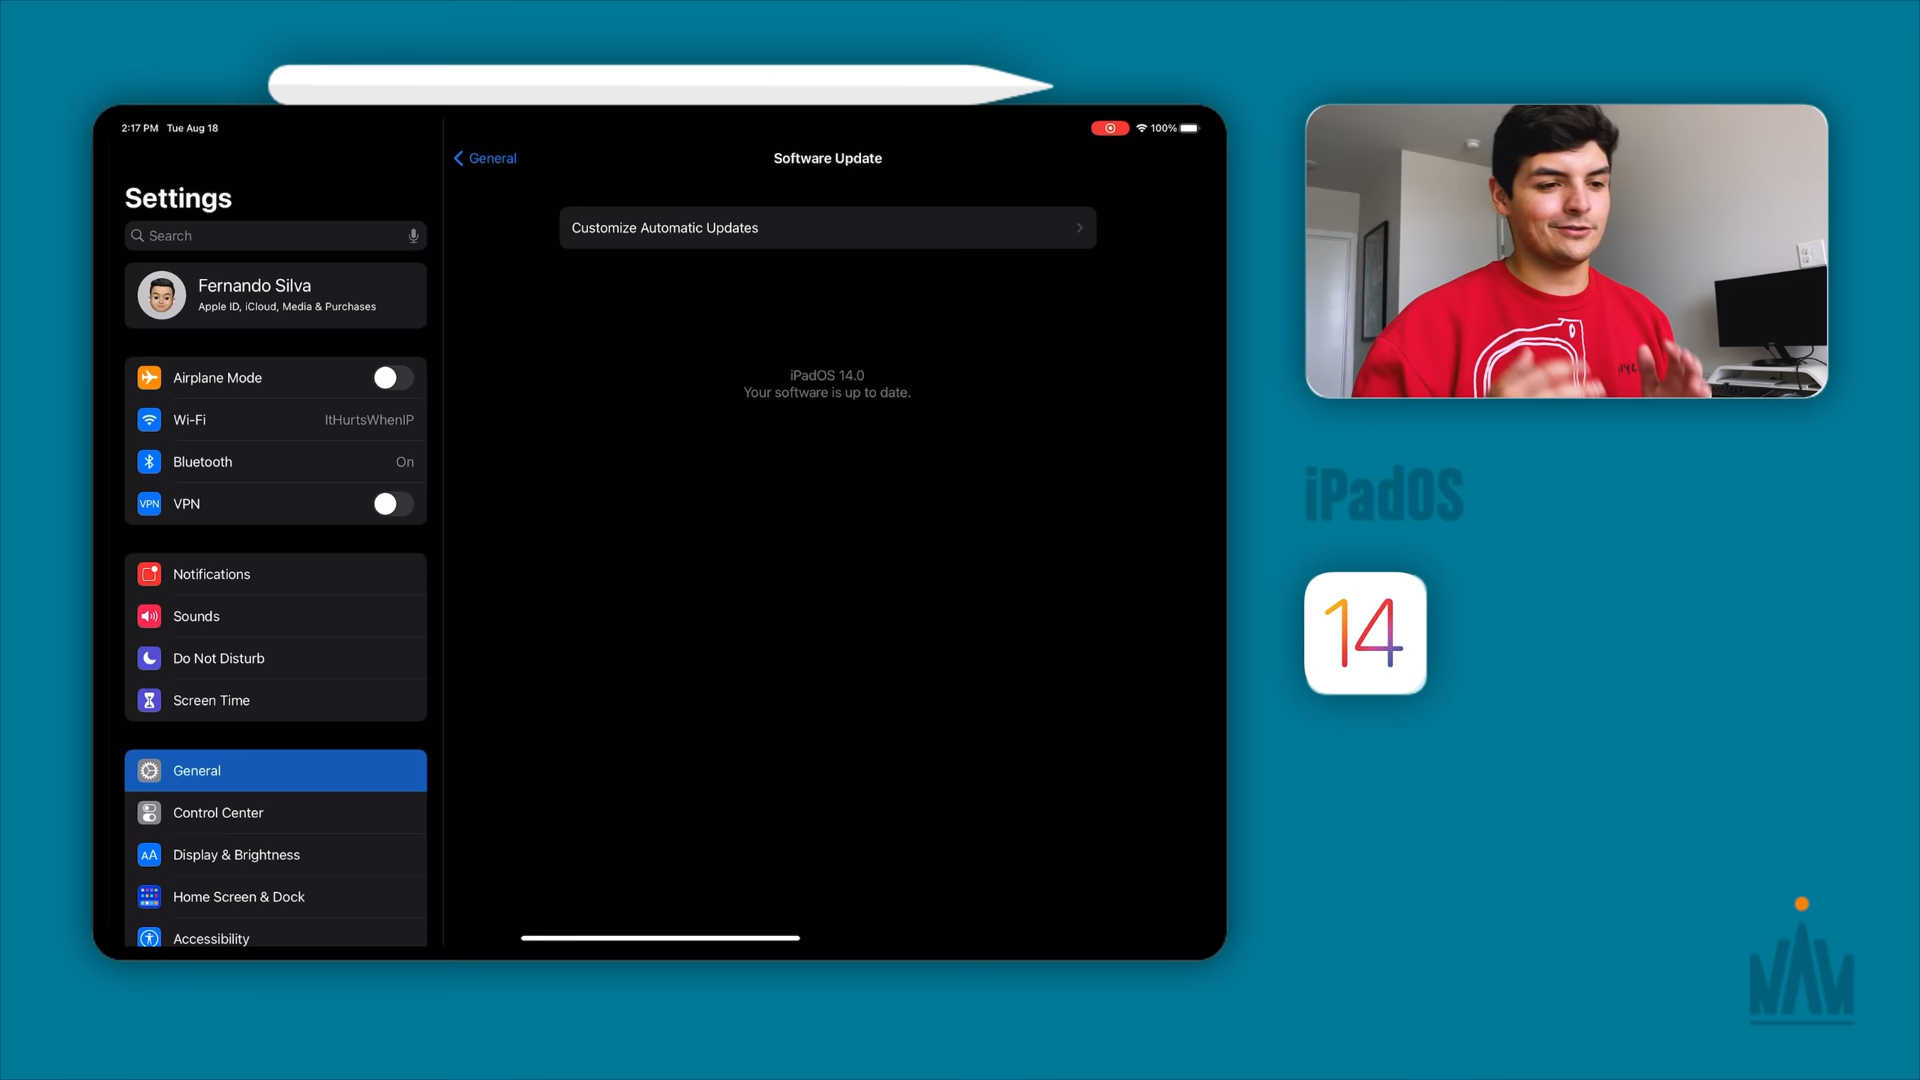 2:17 PM Tue Aug 18
100%
Settings
Search
Fernando Silva
Apple ID, iCloud, Media & Purchases
Airplane Mode
Wi-Fi ItHurtsWhenIP
Bluetooth On
VPN VPN
Notifications
Sounds
Do Not Disturb
Screen Time
General
Control Center
AA Display & Brightness
Home Screen & Dock
Accessibility
General
Software Update
Customize Automatic Updates
iPadOS 14.0
Your software is up to date.
iPadOS
14